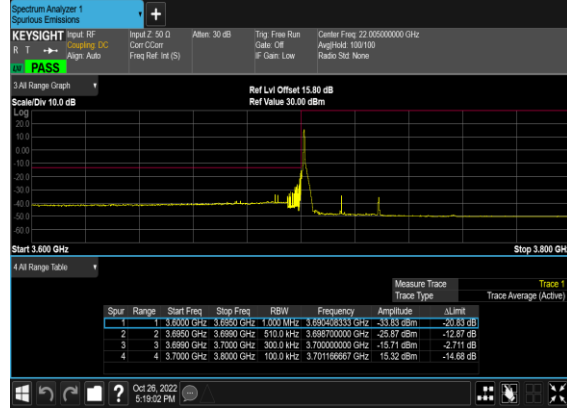 Spectrum Analyzer 1
Spurious Emissions
+
KEYSIGHT Input: RF Input Z: 50 Ω Atten: 30 dB Trig: Free Run Center Freq: 22.005000000 GHz
R T Coupling: DC Corr CCorr Gate: Off Avg|Hold: 100/100
Align: Auto Freq Ref: Int (S) IF Gain: Low Radio Std: None
PASS
3 All Range Graph
Ref Lvl Offset 15.80 dB
Scale/Div 10.0 dB Ref Value 30.00 dBm
Log
20.0
10.0
0.00
-10.0
-20.0
-30.0
-40.0
-50.0
-60.0
Start 3.600 GHz Stop 3.800 GHz
4 All Range Table
Measure Trace Trace 1
Trace Type Trace Average (Active)
Spur Range Start Freq Stop Freq RBW Frequency Amplitude ΔLimit
1 1 3.6000 GHz 3.6950 GHz 1.000 MHz 3.690408333 GHz -33.83 dBm -20.83 dB
2 2 3.6950 GHz 3.6990 GHz 510.0 kHz 3.698700000 GHz -25.87 dBm -12.87 dB
3 3 3.6990 GHz 3.7000 GHz 300.0 kHz 3.700000000 GHz -15.71 dBm -2.711 dB
4 4 3.7000 GHz 3.8000 GHz 100.0 kHz 3.701166667 GHz 15.32 dBm -14.68 dB
? Oct 26, 2022
5:19:02 PM